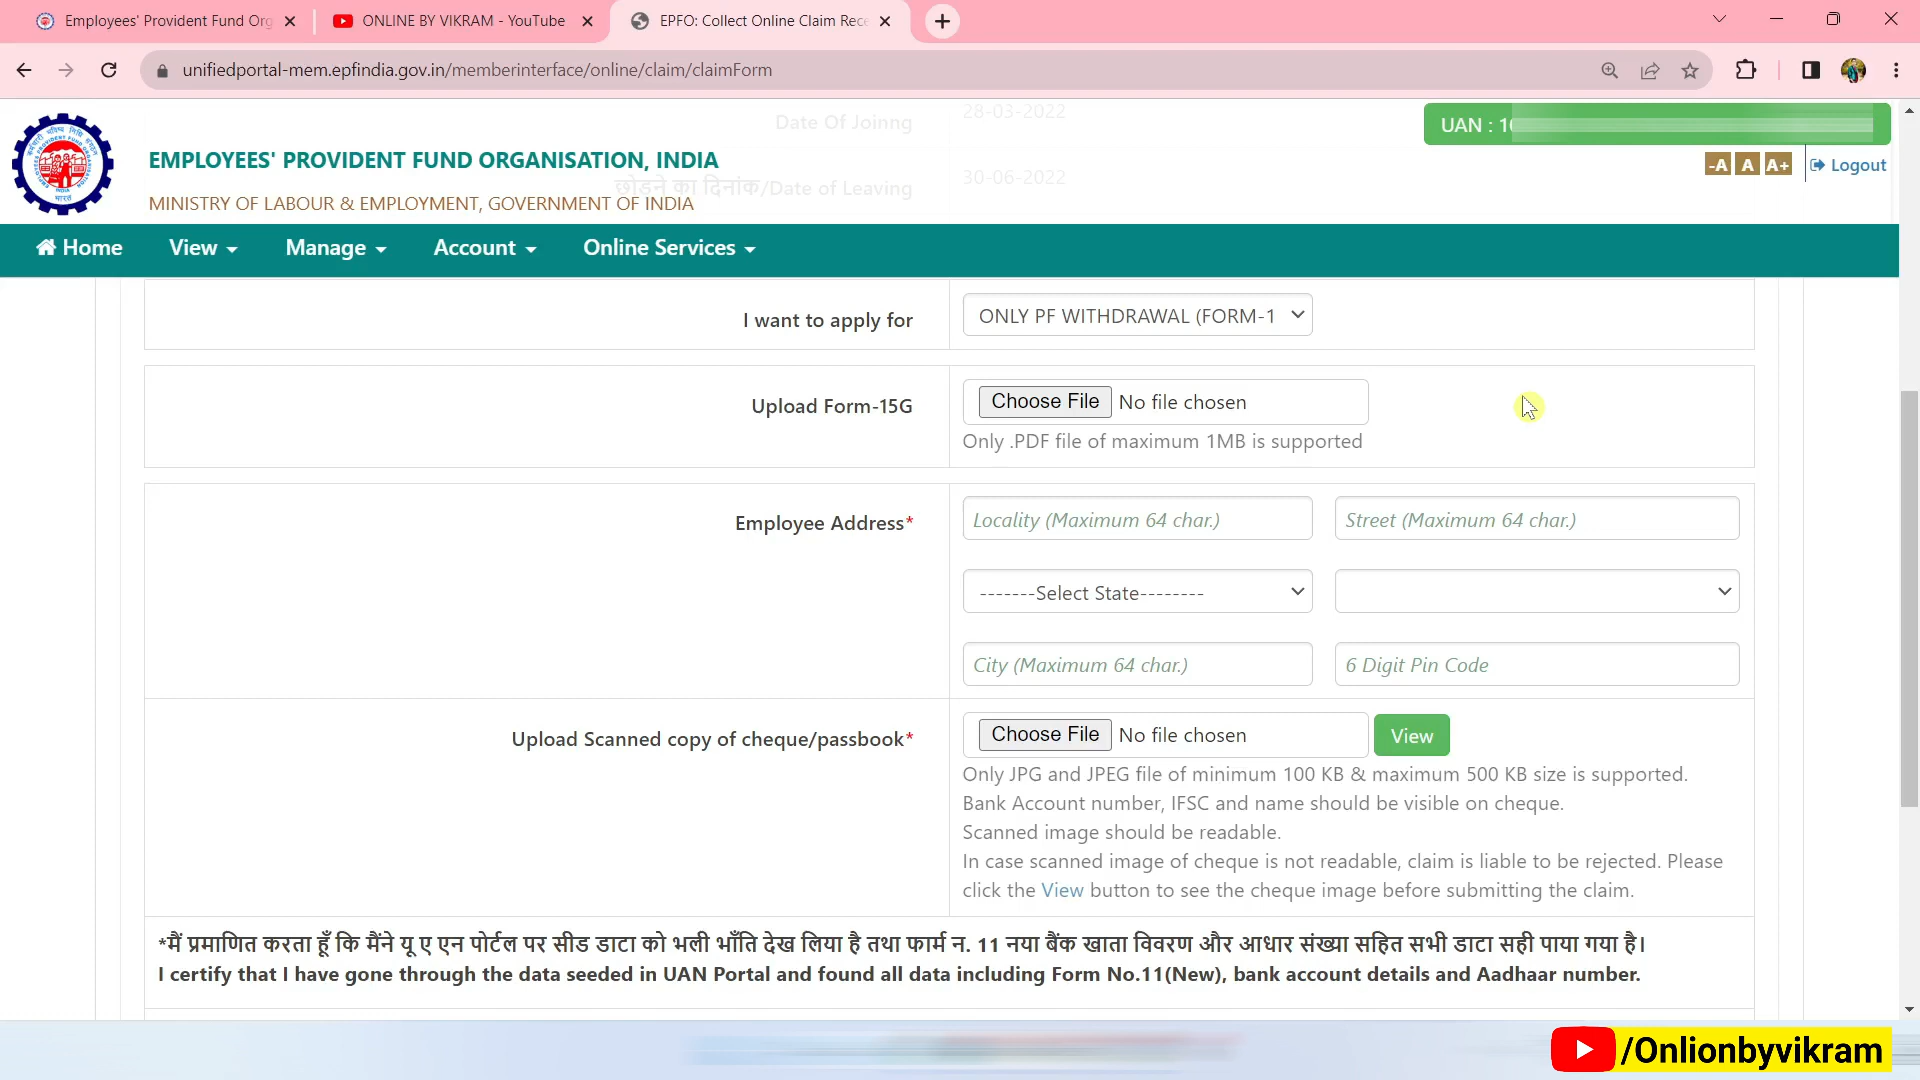 Employees' Provident Fund Org
ONLINE BY VIKRAM - YouTube
EPFO: Collect Online Claim Rece
unifiedportal-mem.epfindia.gov.in/memberinterface/online/claim/claimForm
Date Of Joinng
28-03-2022
UAN : 1
EMPLOYEES' PROVIDENT FUND ORGANISATION, INDIA
-A A A+ Logout
छोडने का दिनांक/Date of Leaving
30-06-2022
MINISTRY OF LABOUR & EMPLOYMENT, GOVERNMENT OF INDIA
Home View Manage Account Online Services
I want to apply for
ONLY PF WITHDRAWAL (FORM-1
Upload Form-15G
Choose File No file chosen
Only .PDF file of maximum 1MB is supported
Employee Address*
Locality (Maximum 64 char.)
Street (Maximum 64 char.)
-------Select State--------
City (Maximum 64 char.)
6 Digit Pin Code
Upload Scanned copy of cheque/passbook*
Choose File No file chosen
View
Only JPG and JPEG file of minimum 100 KB & maximum 500 KB size is supported.
Bank Account number, IFSC and name should be visible on cheque.
Scanned image should be readable.
In case scanned image of cheque is not readable, claim is liable to be rejected. Please
click the View button to see the cheque image before submitting the claim.
*मैं प्रमाणित करता हूँ कि मैंने यू ए एन पोर्टल पर सीड डाटा को भली भाँति देख लिया है तथा फार्म न. 11 नया बैंक खाता विवरण और आधार संख्या सहित सभी डाटा सही पाया गया है।
I certify that I have gone through the data seeded in UAN Portal and found all data including Form No.11(New), bank account details and Aadhaar number.
/Onlionbyvikram